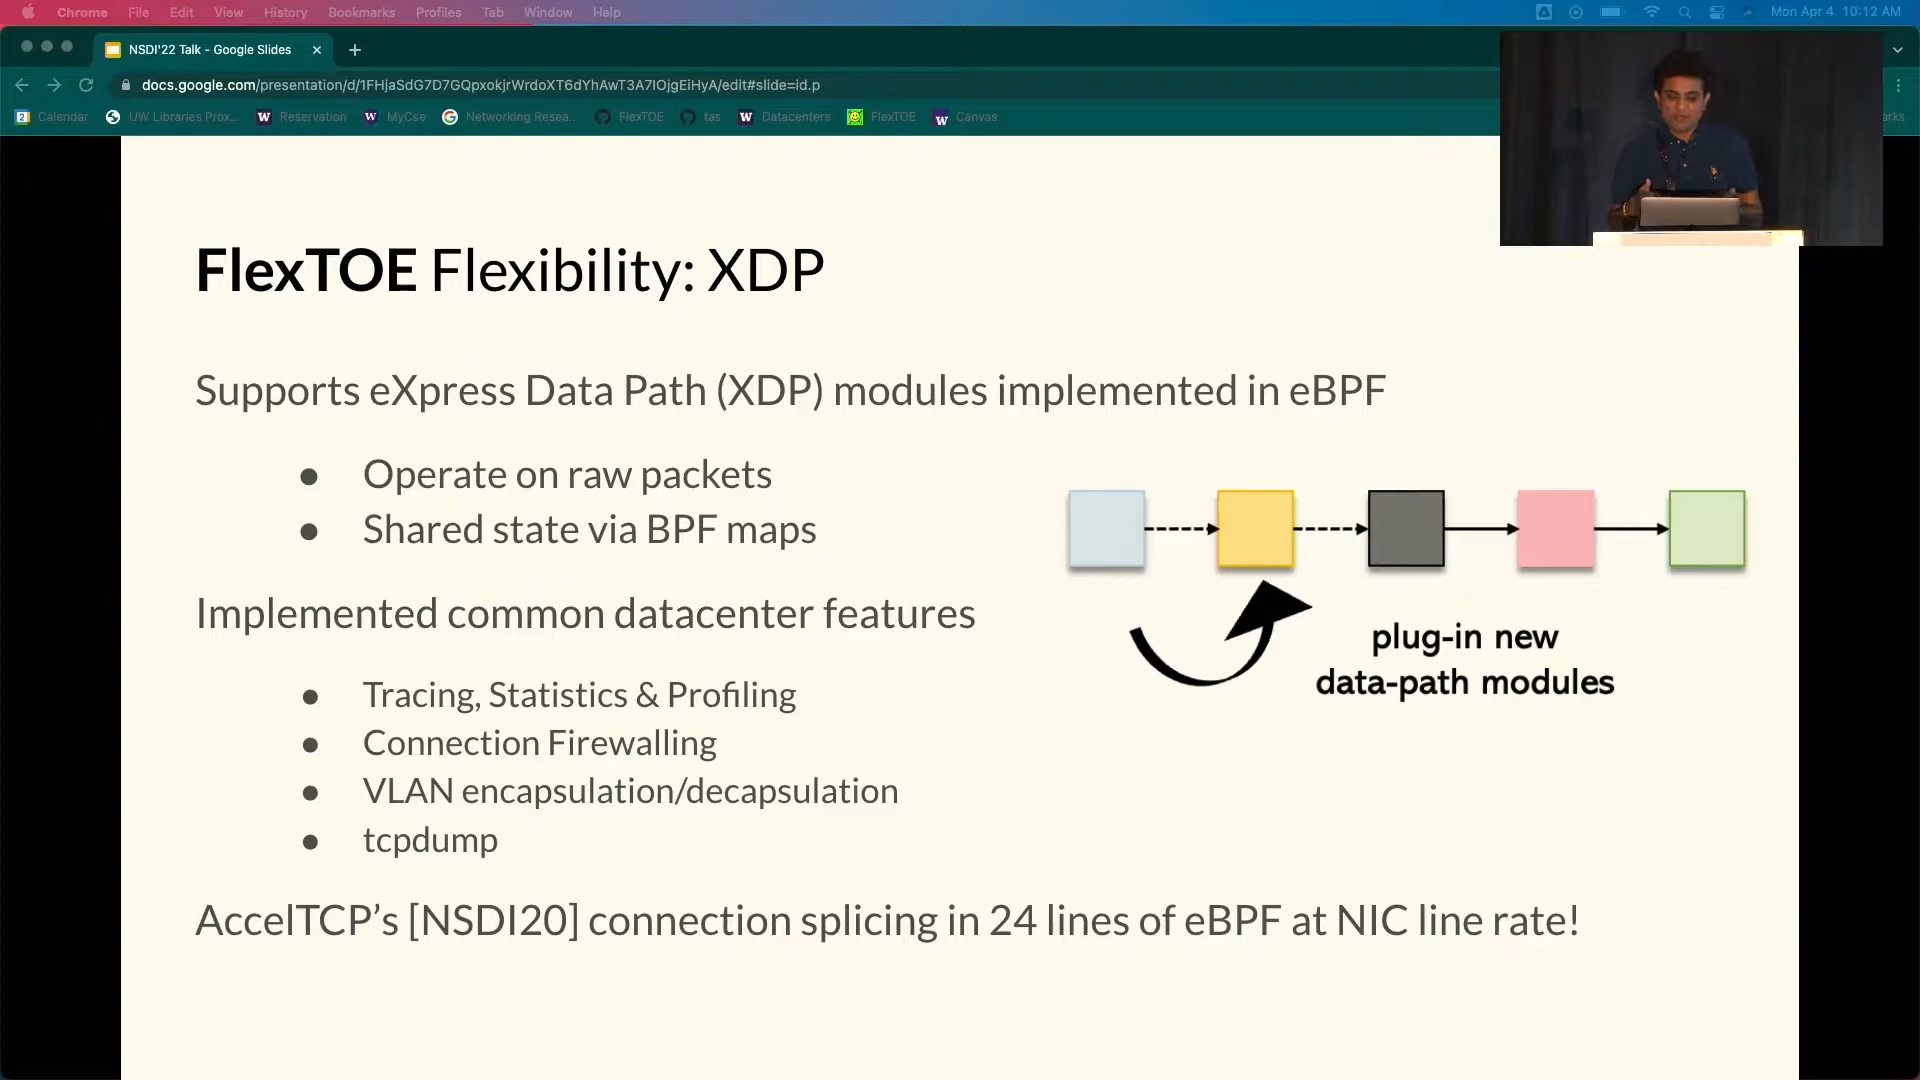 Chrome File Edit View History Bookmarks Profiles Tab Window Help Mon Apr 4 10:12 AM
NSDI'22 Talk - Google Slides
docs.google.com/presentation/d/1FHjaSdG7D7GQpxokjrWrdoXT6dYhAwT3A7IOjgEiHyA/edit#slide=id.p
Calendar UW Libraries Prox... Reservation MyCse Networking Resea... FlexTOE tas Datacenters FlexTOE Canvas
FlexTOE Flexibility: XDP
Supports eXpress Data Path (XDP) modules implemented in eBPF
● Operate on raw packets
● Shared state via BPF maps
Implemented common datacenter features
● Tracing, Statistics & Profiling
● Connection Firewalling
● VLAN encapsulation/decapsulation
● tcpdump
plug-in new
data-path modules
AccelTCP’s [NSDI20] connection splicing in 24 lines of eBPF at NIC line rate!